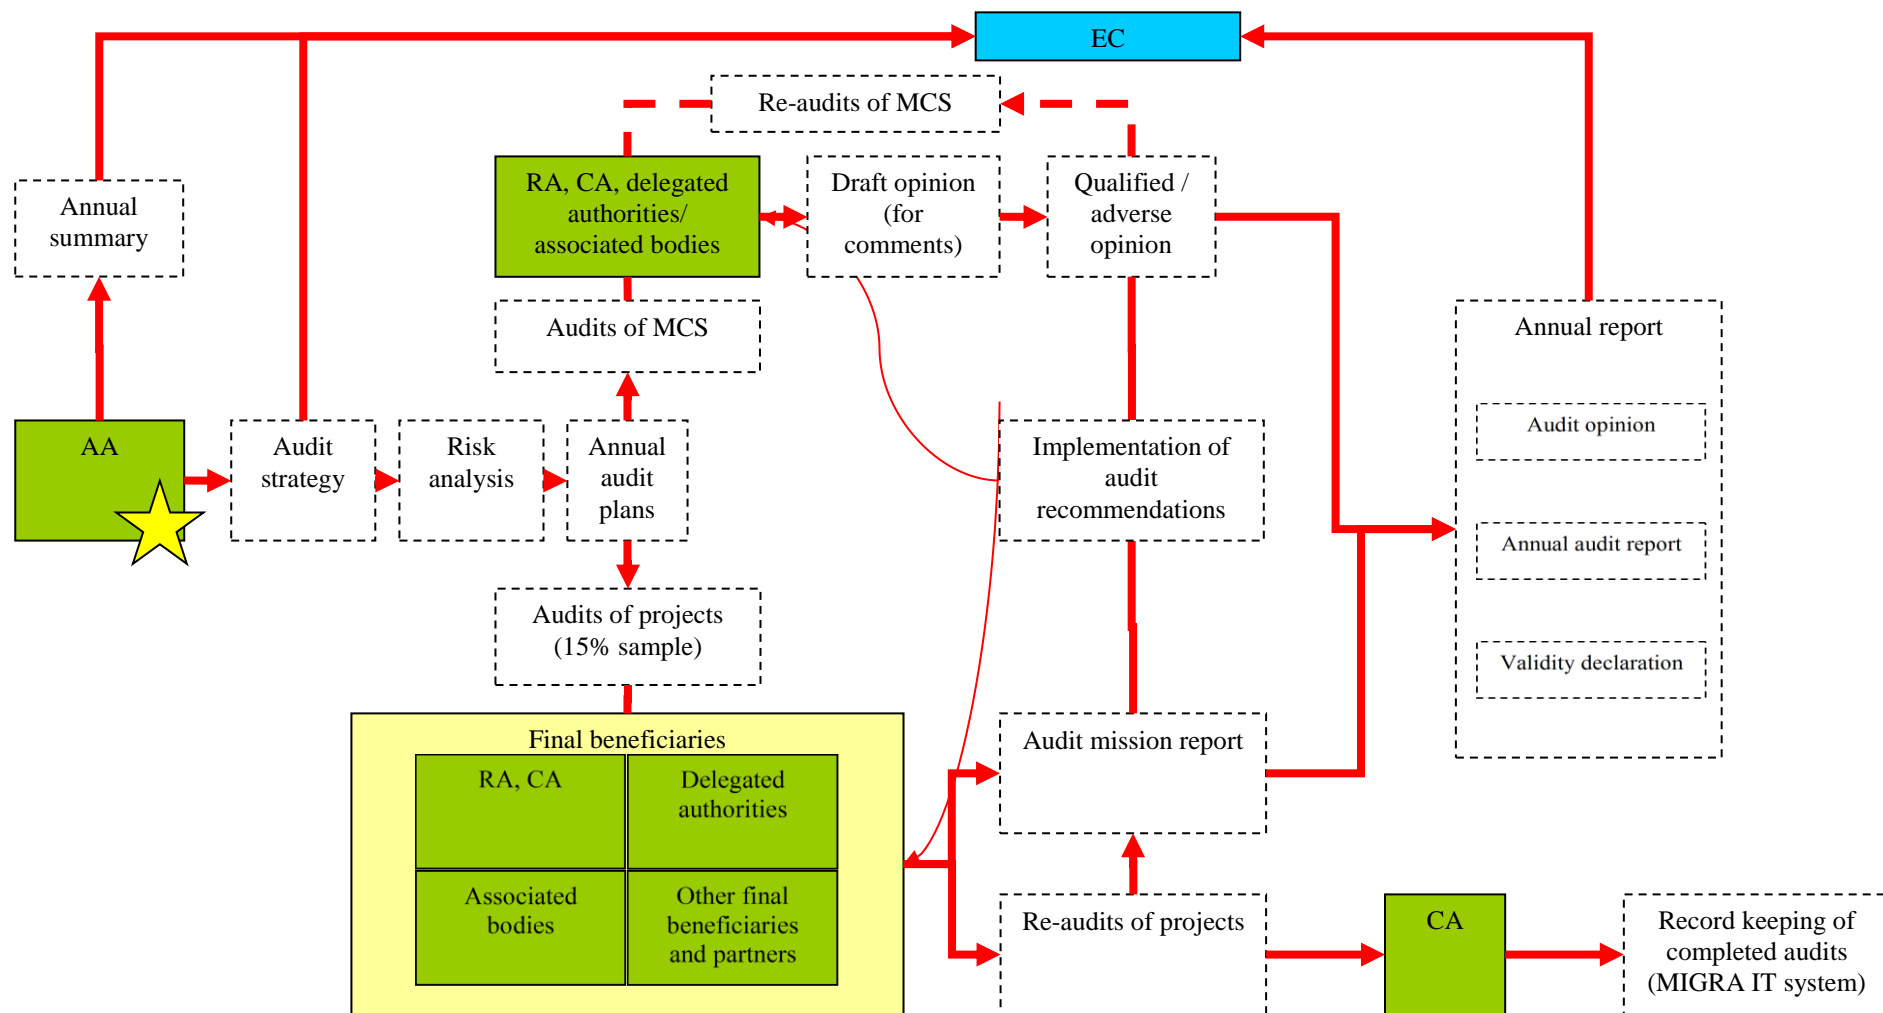 EC
Re-audits of MCS
Annual
summary
RA, CA, delegated
authorities/
associated bodies
Draft opinion
(for
comments)
Qualified /
adverse
opinion
Audits of MCS
Annual report
Audit opinion
Annual audit report
Validity declaration
AA
Audit
strategy
Risk
analysis
Annual
audit
plans
Implementation of
audit
recommendations
Audits of projects
(15% sample)
Final beneficiaries
RA, CA
Delegated
authorities
Associated
bodies
Other final
beneficiaries
and partners
Audit mission report
Re-audits of projects
CA
Record keeping of
completed audits
(MIGRA IT system)